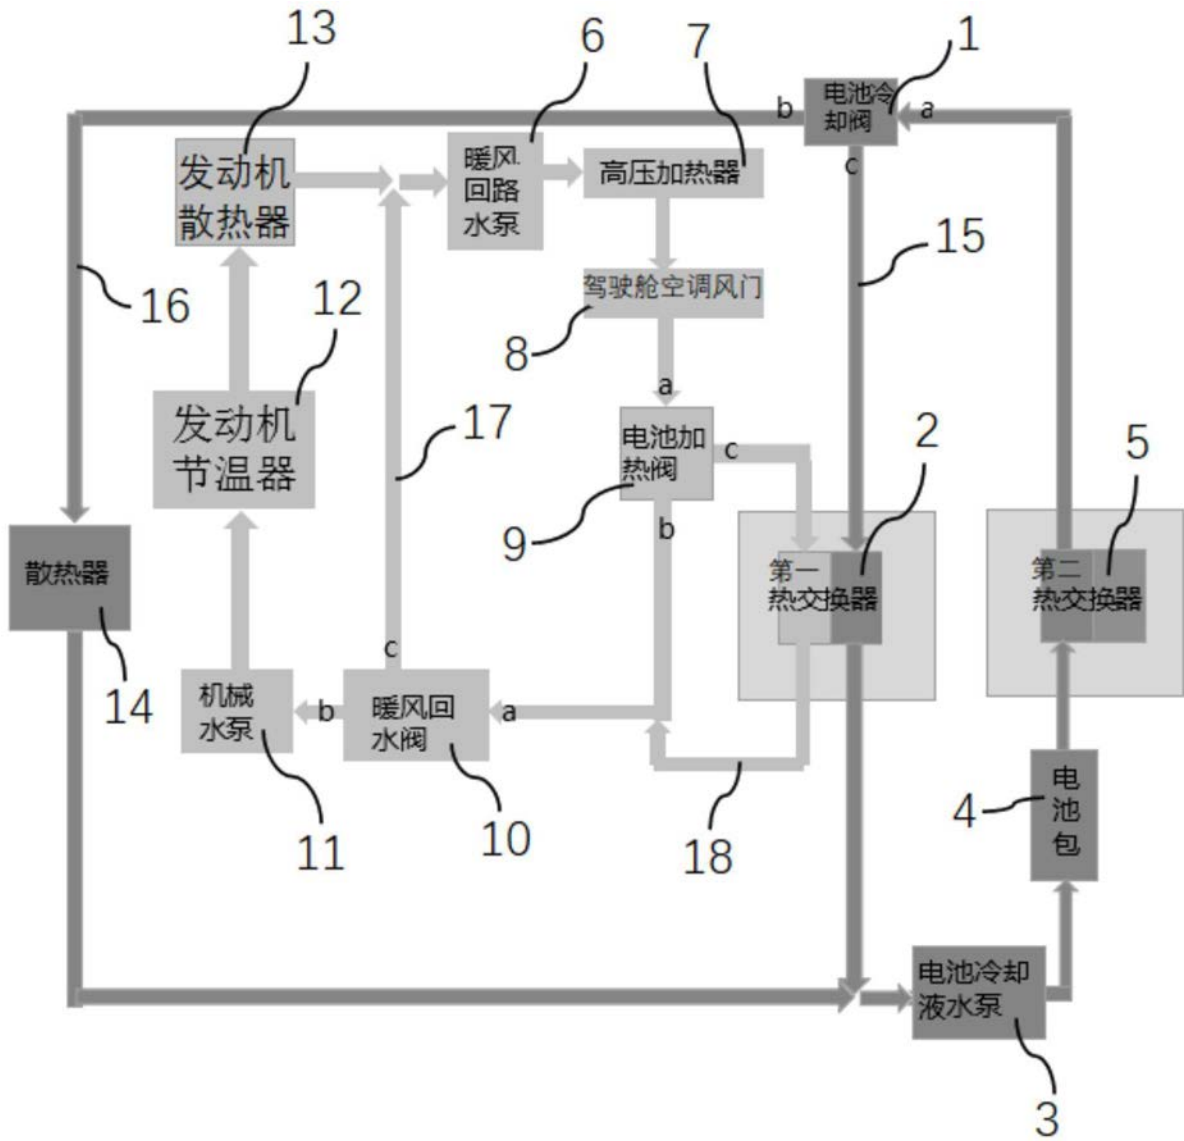 13
6
7
1
b
电池冷
却阀
a
c
发动机
散热器
暖风
回路
水泵
高压加热器
15
16
12
驾驶舱空调风门
8
a
发动机
节温器
17
电池加
热阀
c
2
5
9
b
散热器
第一
热交换器
第二
热交换器
14
机械
水泵
b
c
暖风回
水阀
a
11
10
18
4
电
池
包
电池冷却
液水泵
3